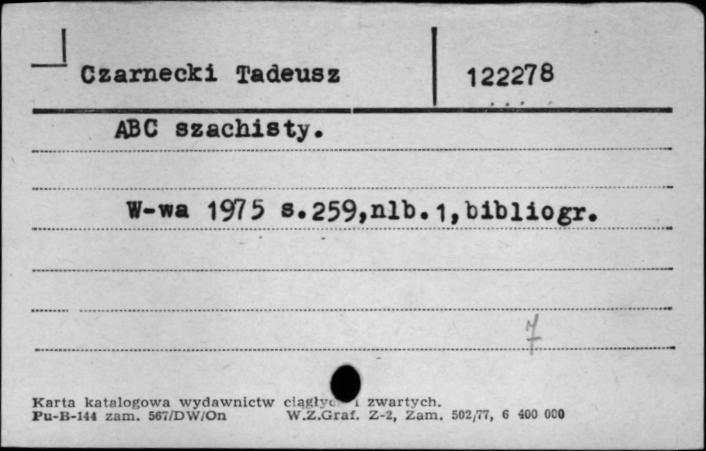 Czarnecki Tadeusz 122278
ABC szachisty.
W-wa 1975 s.259,nlb.1,bibliogr.
7
Karta katalogowa wydawnictw i zwartych.
Pu-B-144 zam. 567/DW/On W.Z.Graf. Z-2, Zam. 502/77, 6 400 000